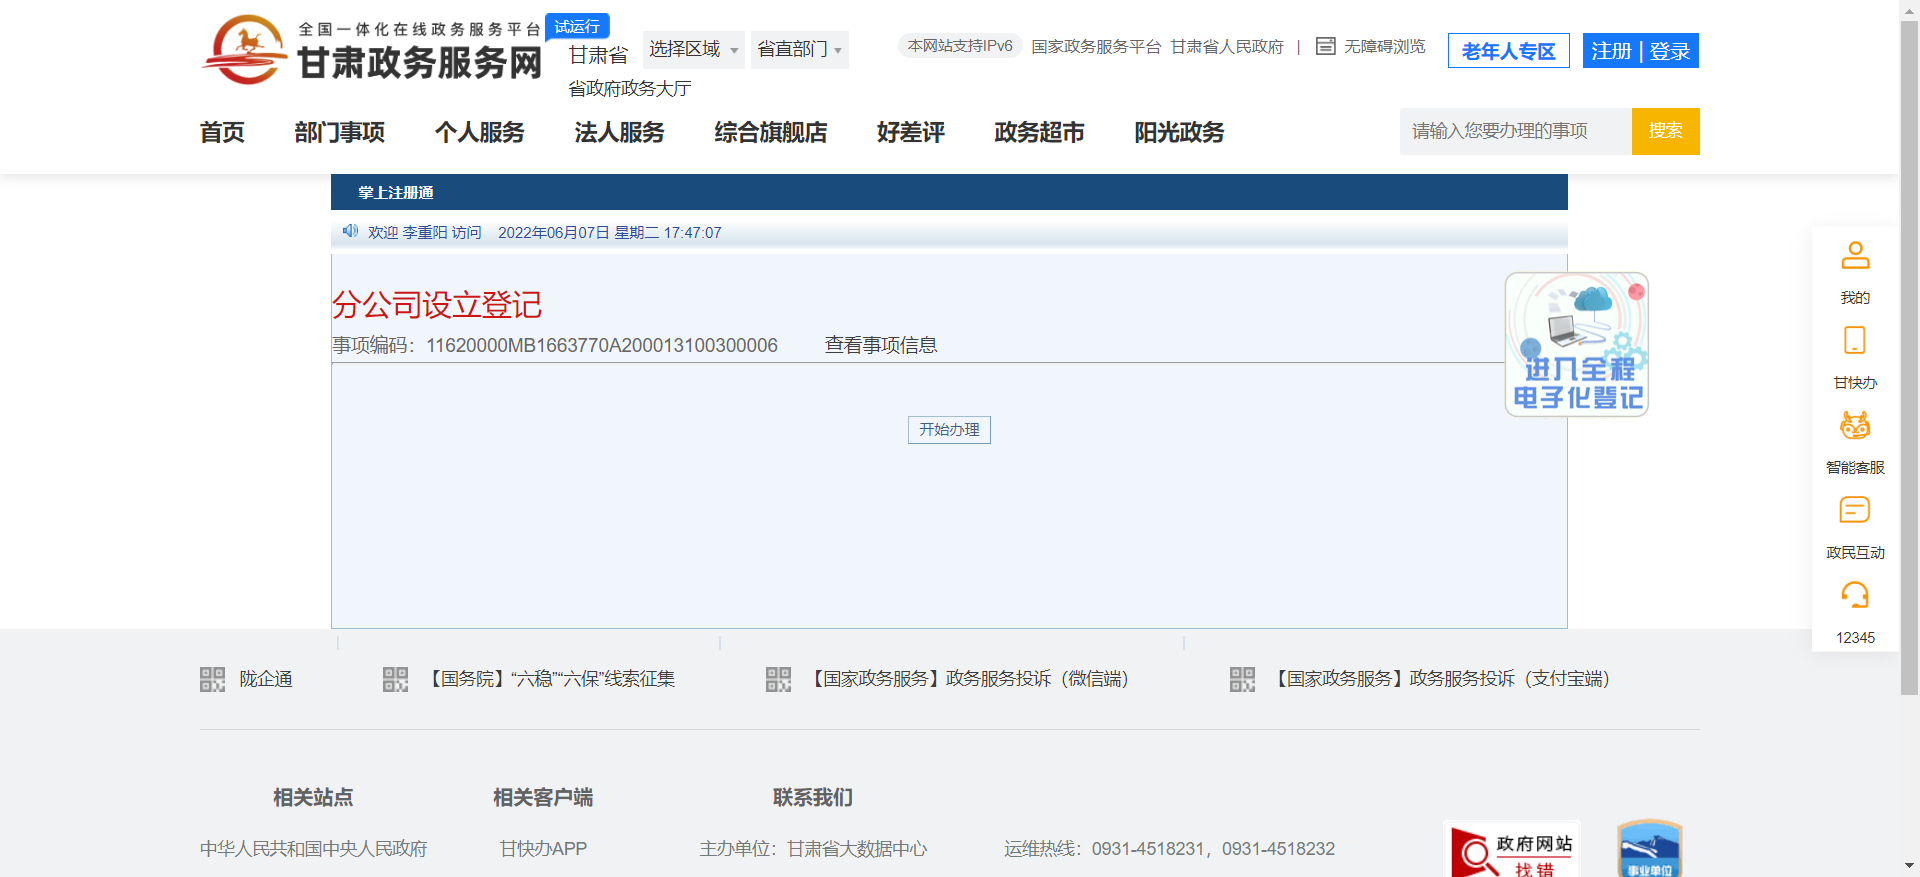 全国一体化在线政务服务平台
试运行
甘肃政务服务网
甘肃省
选择区域
省直部门
省政府政务大厅
本网站支持IPv6
国家政务服务平台
甘肃省人民政府
|
无障碍浏览
老年人专区
注册 | 登录
首页
部门事项
个人服务
法人服务
综合旗舰店
好差评
政务超市
阳光政务
请输入您要办理的事项
搜索
掌上注册通
欢迎 李重阳 访问 2022年06月07日 星期二 17:47:07
分公司设立登记
事项编码：11620000MB1663770A200013100300006
查看事项信息
进入全程
电子化登记
开始办理
我的
甘快办
智能客服
政民互动
12345
陇企通
【国务院】“六稳”“六保”线索征集
【国家政务服务】政务服务投诉（微信端）
【国家政务服务】政务服务投诉（支付宝端）
相关站点
相关客户端
联系我们
中华人民共和国中央人民政府
甘快办APP
主办单位：甘肃省大数据中心
运维热线：0931-4518231，0931-4518232
政府网站
找错
事业单位